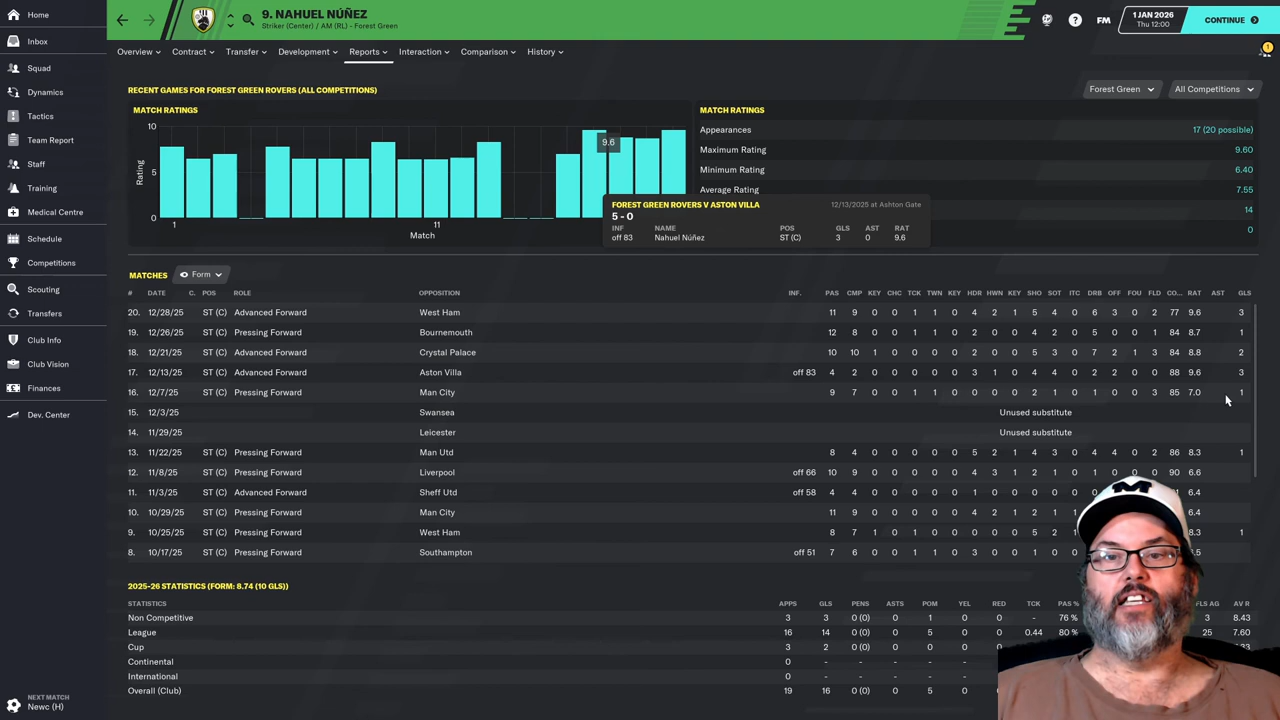 Home
Inbox
Squad
Dynamics
Tactics
Team Report
Staff
Training
Medical Centre
Schedule
Competitions
Scouting
Transfers
Club Info
Club Vision
Finances
Dev. Center
NEXT MATCH
Newc (H)
9. NAHUEL NÚÑEZ
Striker (Center) / AM (RL) - Forest Green
? FM 1 JAN 2026
Thu 12:00
CONTINUE
Overview Contract Transfer Development Reports Interaction Comparison History
RECENT GAMES FOR FOREST GREEN ROVERS (ALL COMPETITIONS)
Forest Green All Competitions
MATCH RATINGS
10
5
0
Rating
1 11
Match
9.6
MATCH RATINGS
Appearances 17 (20 possible)
Maximum Rating 9.60
Minimum Rating 6.40
Average Rating 7.55
14
0
FOREST GREEN ROVERS V ASTON VILLA 12/13/2025 at Ashton Gate
5 - 0
INF NAME POS GLS AST RAT
off 83 Nahuel Núñez ST (C) 3 0 9.6
MATCHES Form
# DATE C. POS ROLE OPPOSITION INF. PAS CMP KEY CHC TCK TWN KEY HDR HWN KEY SHO SOT ITC DRB OFF FOU FLD CO... RAT AST GLS
20. 12/28/25 ST (C) Advanced Forward West Ham 11 9 0 0 1 1 0 4 2 1 5 4 0 6 3 0 2 77 9.6 3
19. 12/26/25 ST (C) Pressing Forward Bournemouth 12 8 0 0 1 1 0 2 0 0 4 2 0 5 0 0 1 84 8.7 1
18. 12/21/25 ST (C) Advanced Forward Crystal Palace 10 10 1 0 0 0 0 2 0 0 5 3 0 7 2 1 3 84 8.8 2
17. 12/13/25 ST (C) Advanced Forward Aston Villa off 83 4 2 0 0 0 0 0 3 1 0 4 4 0 2 2 0 0 88 9.6 3
16. 12/7/25 ST (C) Pressing Forward Man City 9 7 0 0 1 1 0 0 0 0 2 1 0 1 0 0 3 85 7.0 1
15. 12/3/25 Swansea Unused substitute
14. 11/29/25 Leicester Unused substitute
13. 11/22/25 ST (C) Pressing Forward Man Utd 8 4 0 0 0 0 0 5 2 1 4 3 0 4 4 0 2 86 8.3 1
12. 11/8/25 ST (C) Pressing Forward Liverpool off 66 10 9 0 0 0 0 0 4 3 1 2 1 0 1 0 0 0 90 6.6
11. 11/3/25 ST (C) Advanced Forward Sheff Utd off 58 4 4 0 0 0 0 0 1 0 0 0 0 0 0 6.4
10. 10/29/25 ST (C) Pressing Forward Man City 11 9 0 0 0 0 0 4 2 1 2 1 1 6.4
9. 10/25/25 ST (C) Pressing Forward West Ham 8 7 1 0 1 0 0 0 0 0 5 2 1 8.3 1
8. 10/17/25 ST (C) Pressing Forward Southampton off 51 7 6 0 0 1 1 0 3 0 0 1 0 0
2025-26 STATISTICS (FORM: 8.74 (10 GLS))
STATISTICS APPS GLS PENS ASTS POM YEL RED TCK PAS % FLS AG AV R
Non Competitive 3 3 0 (0) 0 1 0 0 - 76 % 3 8.43
League 16 14 0 (0) 0 5 0 0 0.44 80 % 25 7.60
Cup 3 2 0 (0) 0 0 0 0
Continental 0 - - - - - -
International 0 - - - - - -
Overall (Club) 19 16 0 (0) 0 5 0